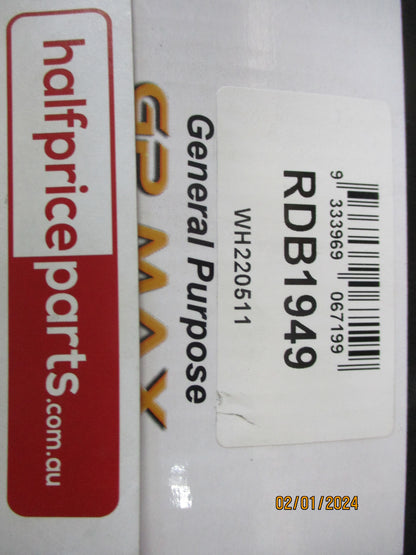 halfpriceparts.com.au
GP MAX
General Purpose
WH220511
RDB1949
9 333969 067199
02/01/2024